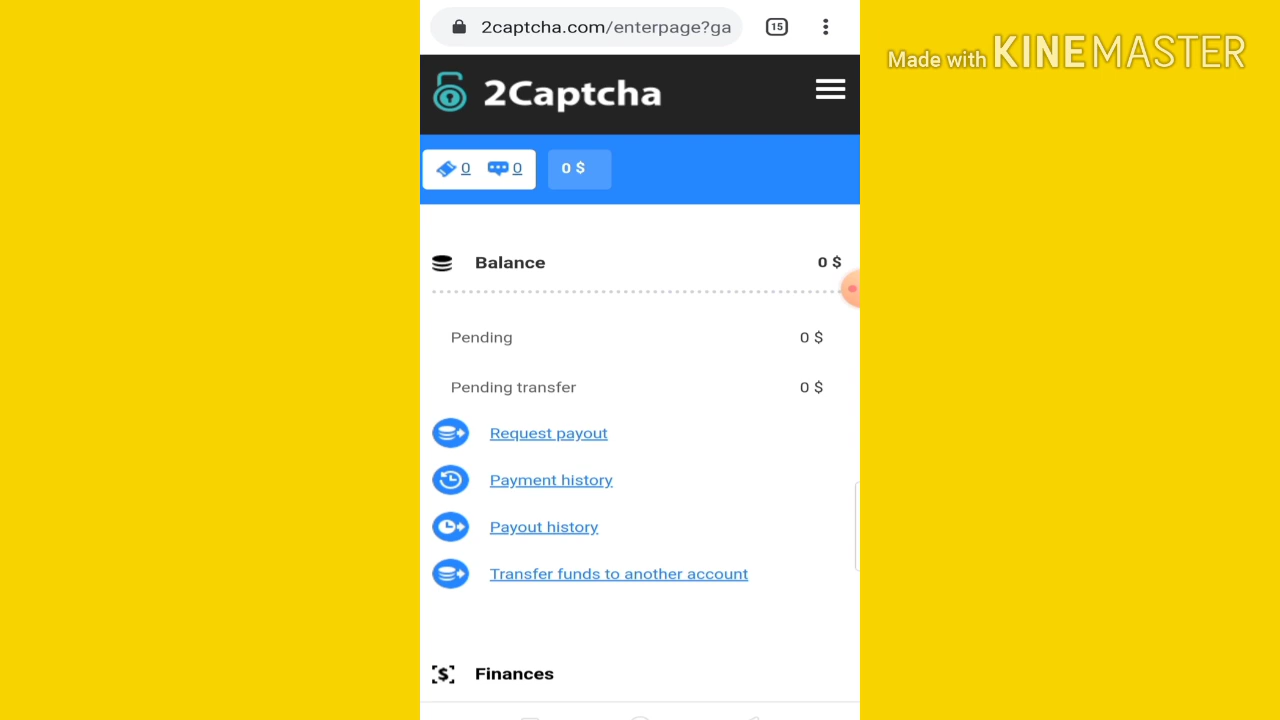 2captcha.com/enterpage?ga
15
Made with KINEMASTER
2Captcha
0 0 0 $
Balance 0 $
Pending 0 $
Pending transfer 0 $
Request payout
Payment history
Payout history
Transfer funds to another account
[$] Finances